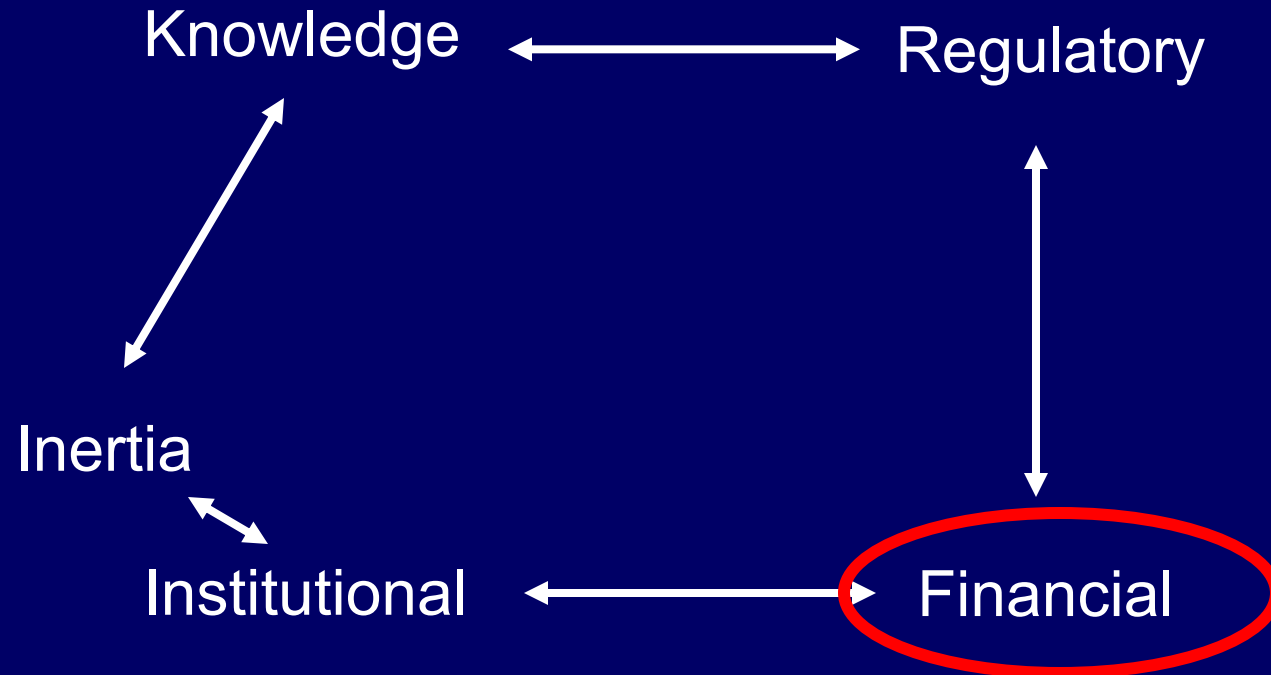 Knowledge
Regulatory
Inertia
Institutional
Financial